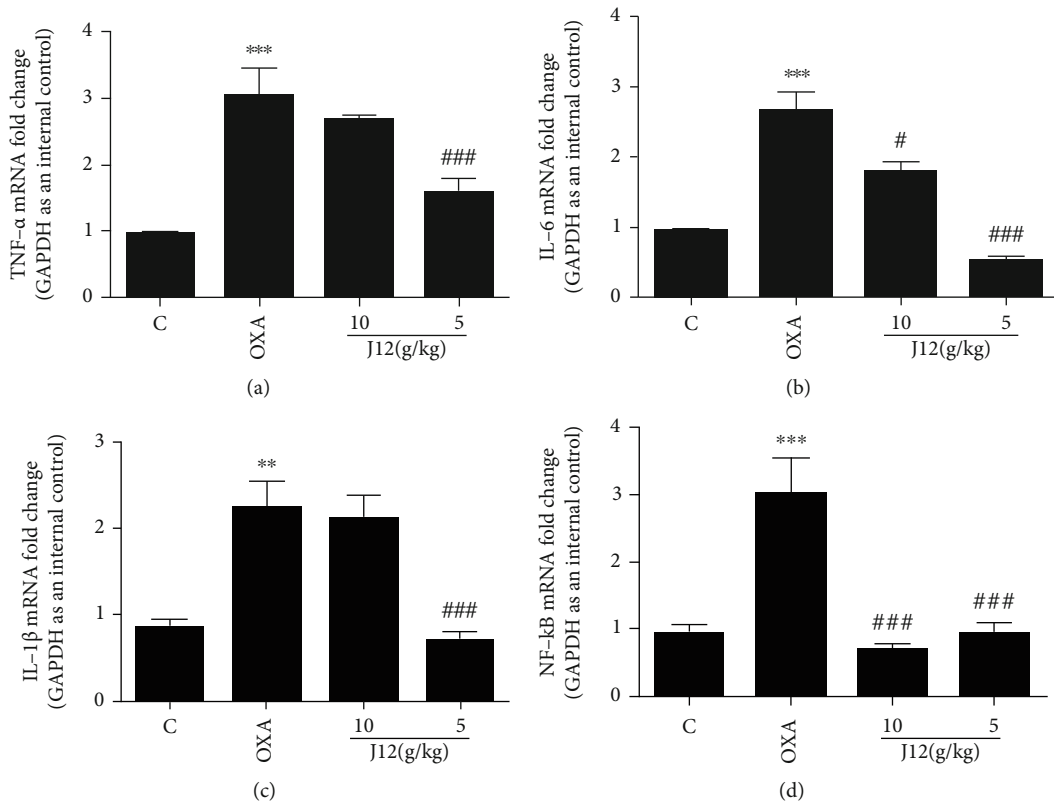 TNF–α mRNA fold change
(GAPDH as an internal control)
4
3
2
1
0
***
###
C
OXA
10
5
J12(g/kg)
(a)
IL–6 mRNA fold change
(GAPDH as an internal control)
4
3
2
1
0
***
#
###
C
OXA
10
5
J12(g/kg)
(b)
IL–1β mRNA fold change
(GAPDH as an internal control)
3
2
1
0
**
###
C
OXA
10
5
J12(g/kg)
(c)
NF–kB mRNA fold change
(GAPDH as an internal control)
4
3
2
1
0
***
###
###
C
OXA
10
5
J12(g/kg)
(d)